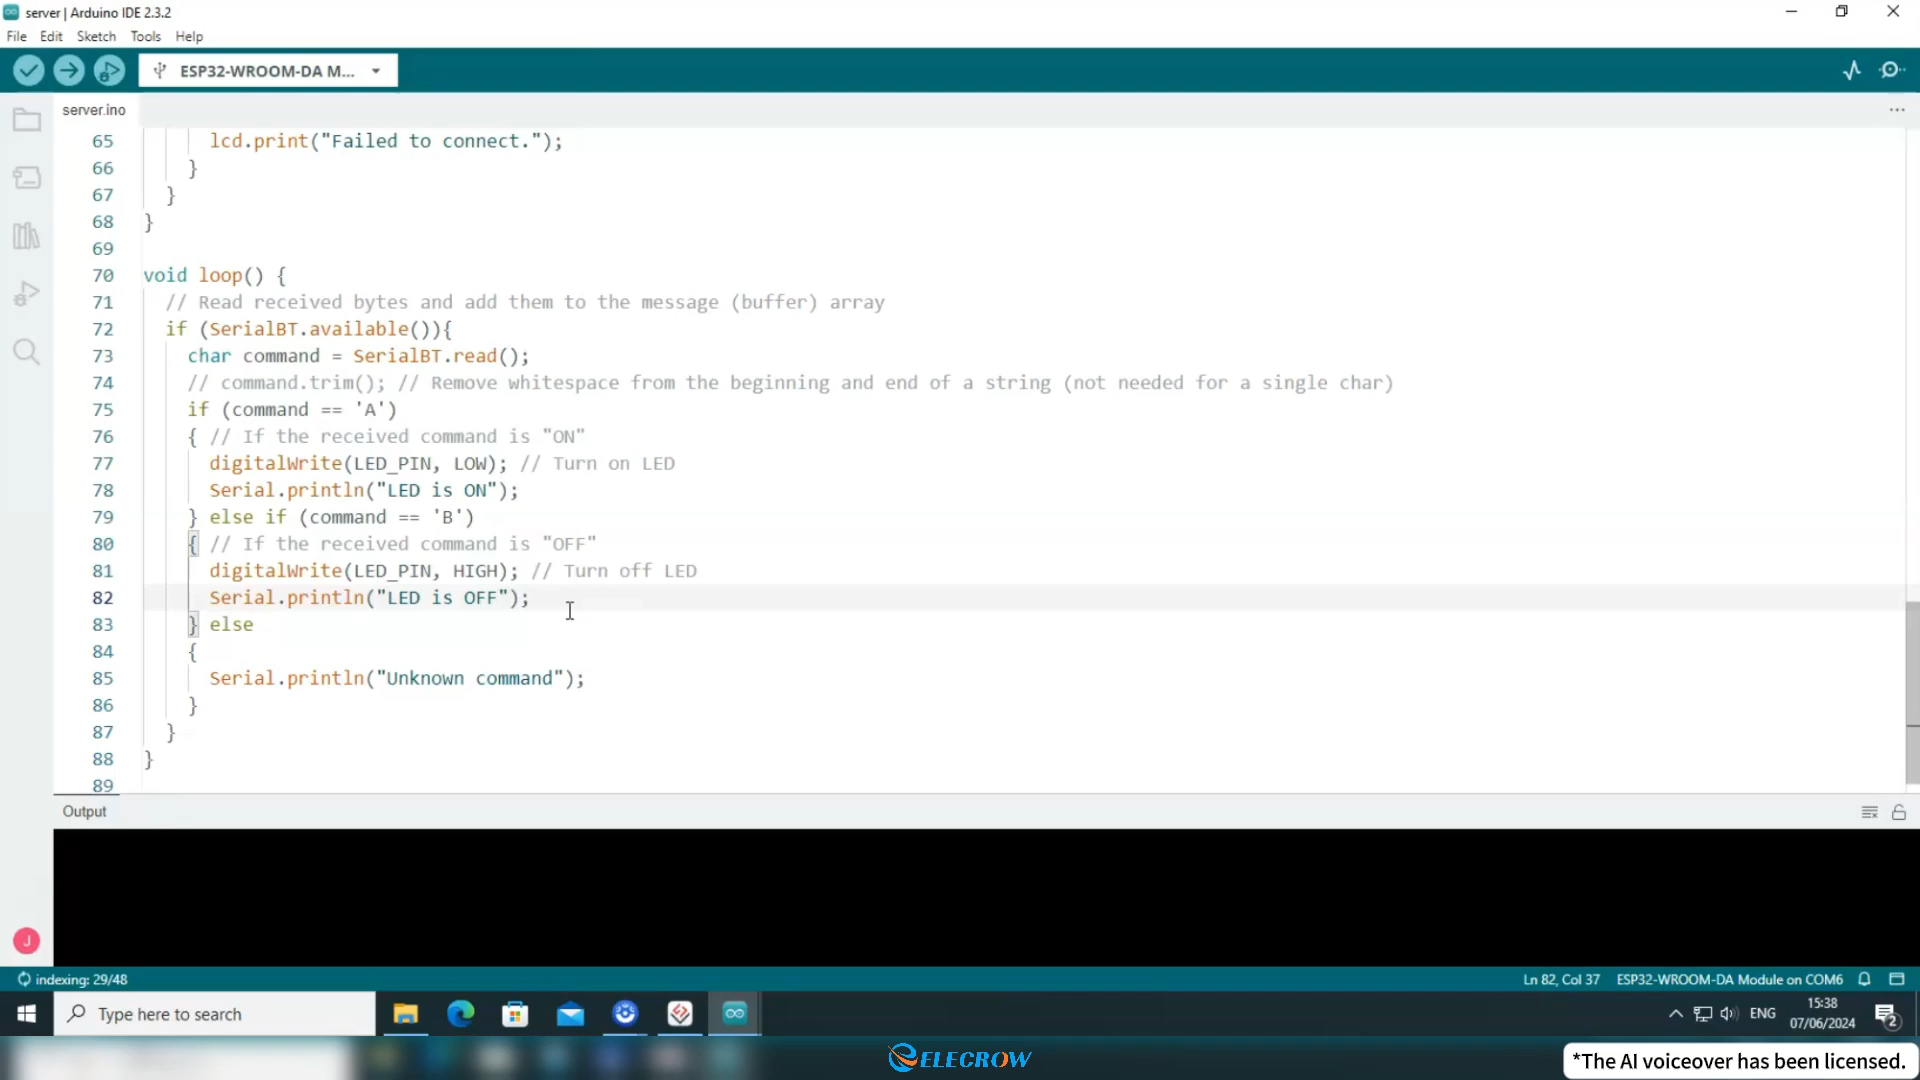 server | Arduino IDE 2.3.2
File Edit Sketch Tools Help
ESP32-WROOM-DA M...
server.ino
65 lcd.print("Failed to connect.");
66 }
67 }
68 }
69
70 void loop() {
71 // Read received bytes and add them to the message (buffer) array
72 if (SerialBT.available()){
73 char command = SerialBT.read();
74 // command.trim(); // Remove whitespace from the beginning and end of a string (not needed for a single char)
75 if (command == 'A')
76 { // If the received command is "ON"
77 digitalWrite(LED_PIN, LOW); // Turn on LED
78 Serial.println("LED is ON");
79 } else if (command == 'B')
80 { // If the received command is "OFF"
81 digitalWrite(LED_PIN, HIGH); // Turn off LED
82 Serial.println("LED is OFF");
83 } else
84 {
85 Serial.println("Unknown command");
86 }
87 }
88 }
89
Output
J
indexing: 29/48
Ln 82, Col 37 ESP32-WROOM-DA Module on COM6
Type here to search
ENG
15:38
07/06/2024
2
ELECROW
*The AI voiceover has been licensed.